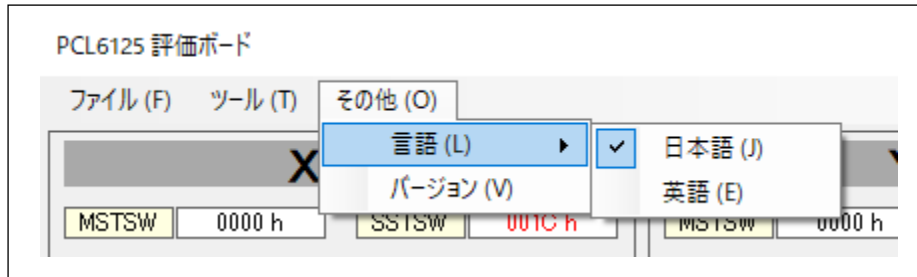 PCL6125 評価ボード
ファイル (F) ツール (T) その他 (O)
言語 (L) 日本語 (J)
X
バージョン (V) 英語 (E)
MSTSW 0000 h SSTSW 001C h MSTSW 0000 h